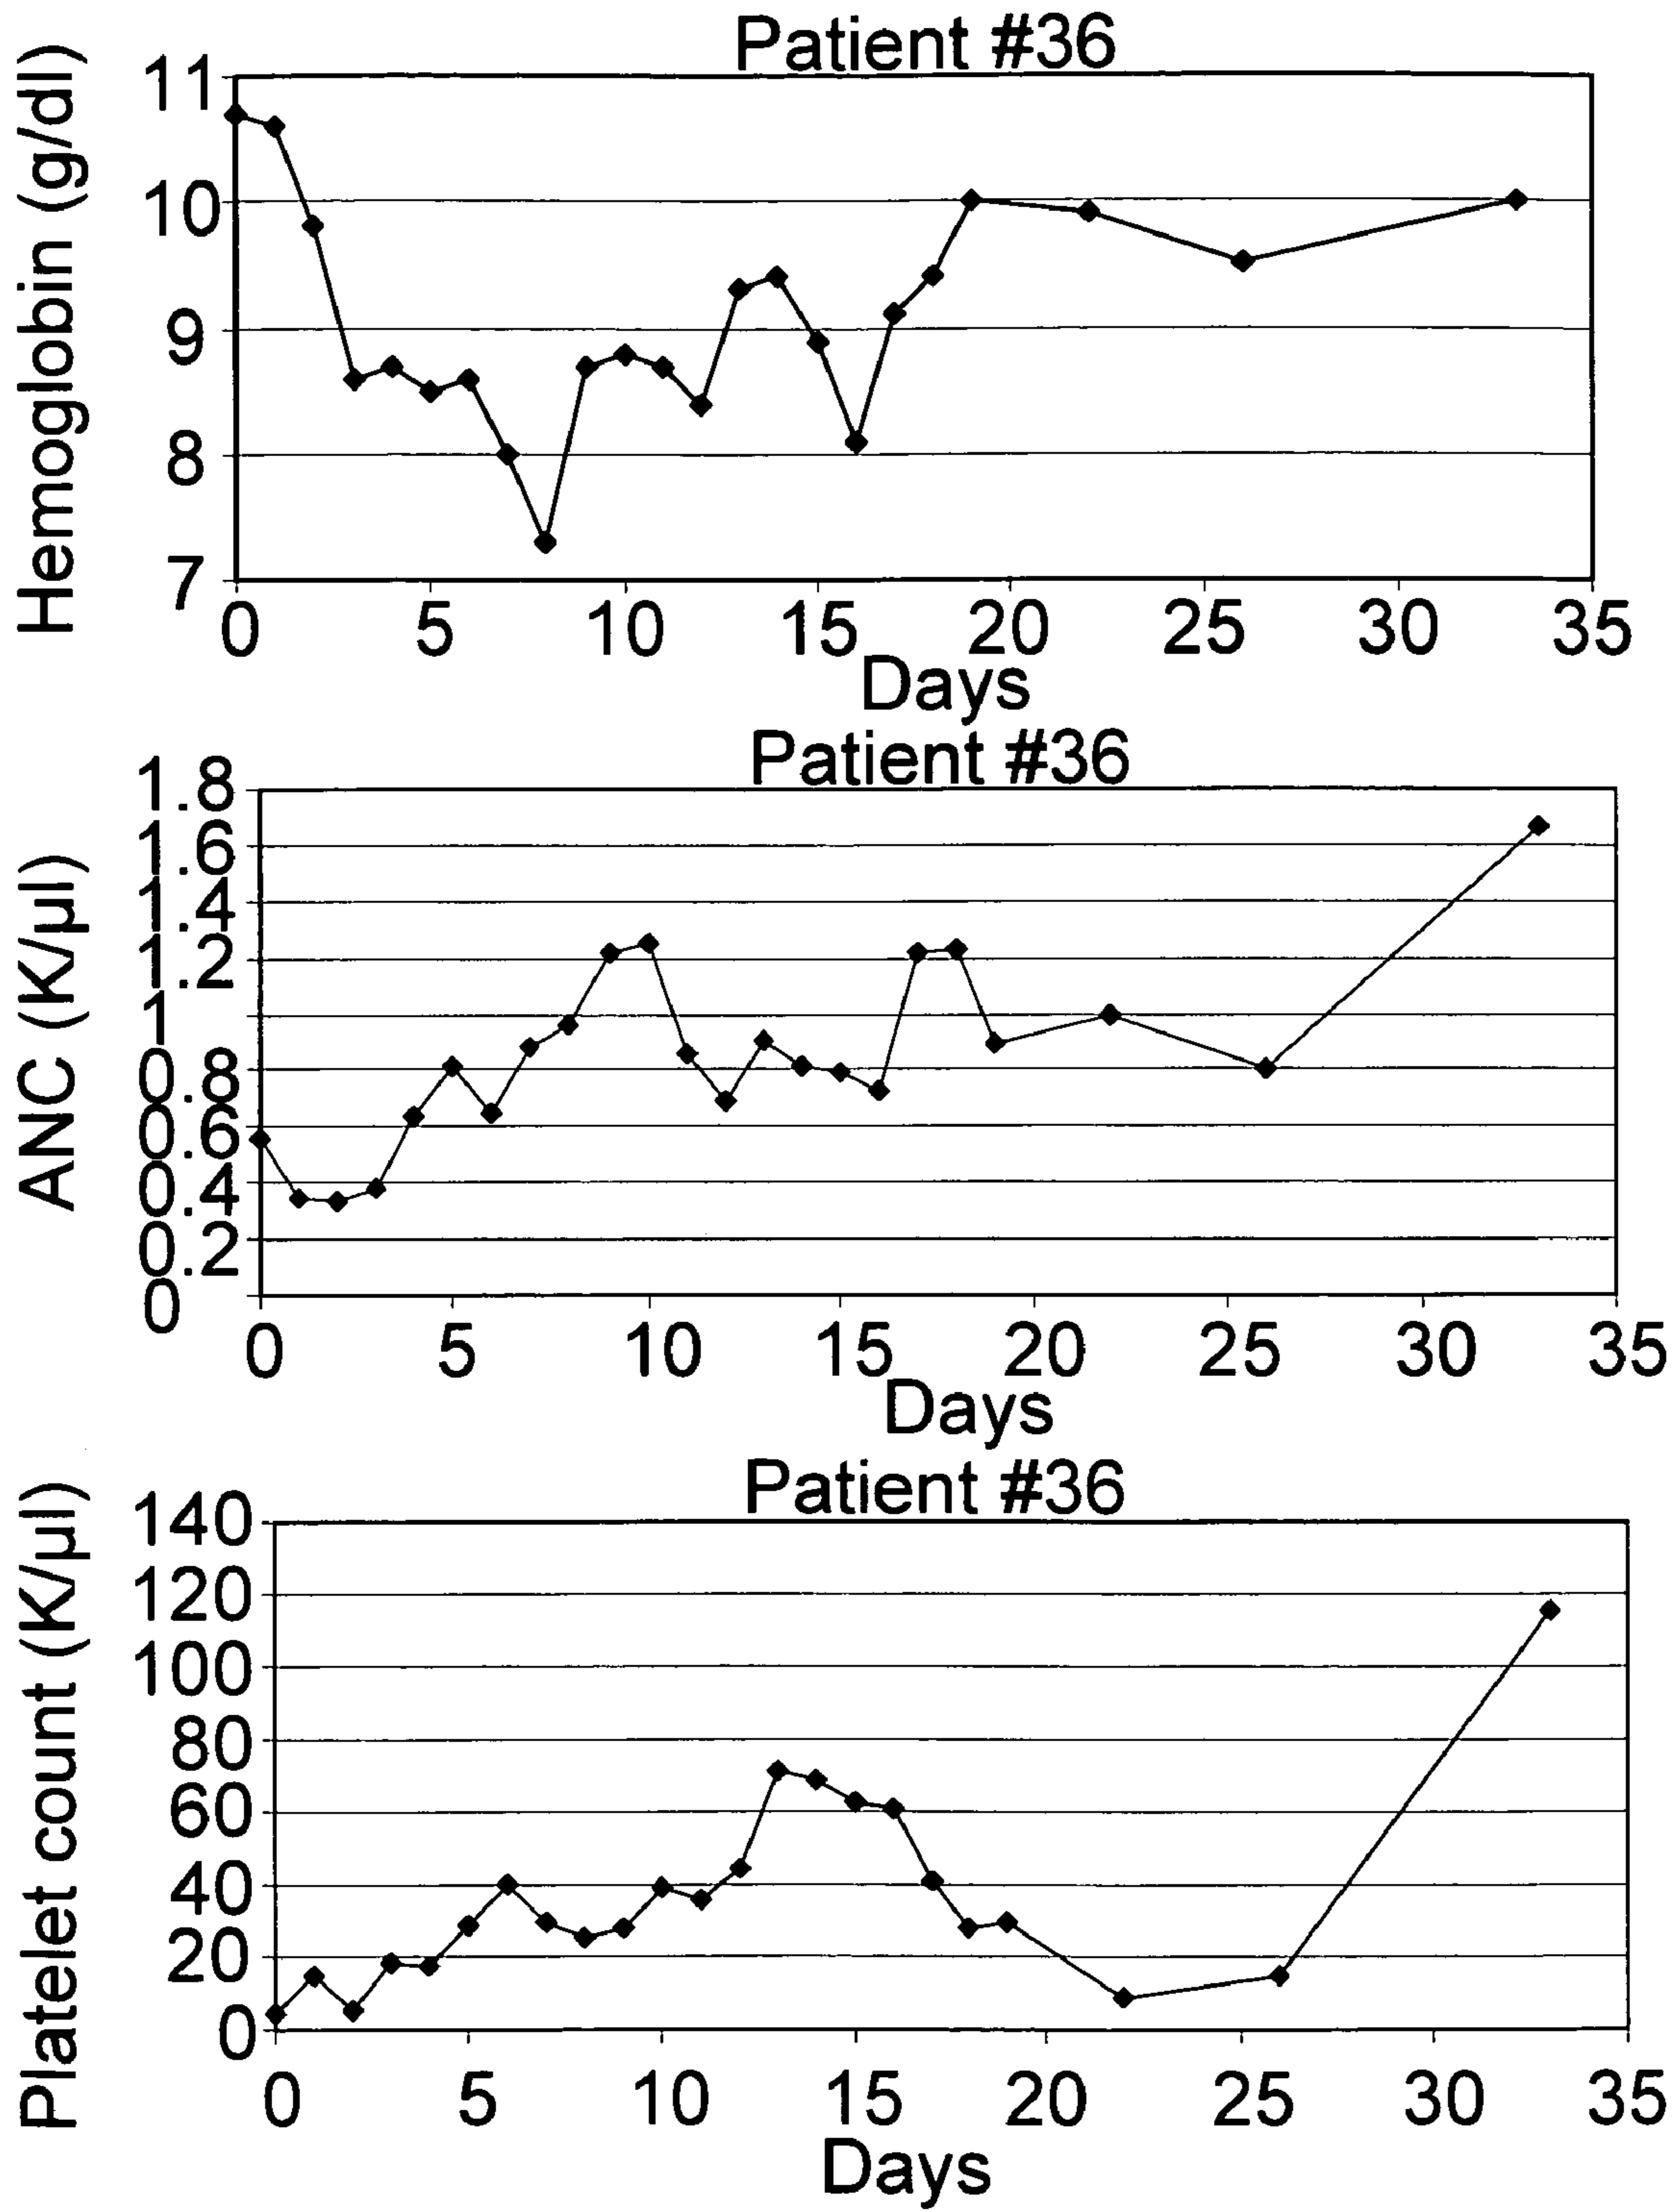 Patient #36
Hemoglobin (g/dl)
11
10
9
8
7
0 5 10 15 20 25 30 35
Days
Patient #36
ANC (K/µl)
1.8
1.6
1.4
1.2
1
0.8
0.6
0.4
0.2
0
0 5 10 15 20 25 30 35
Days
Patient #36
Platelet count (K/µl)
140
120
100
80
60
40
20
0
0 5 10 15 20 25 30 35
Days